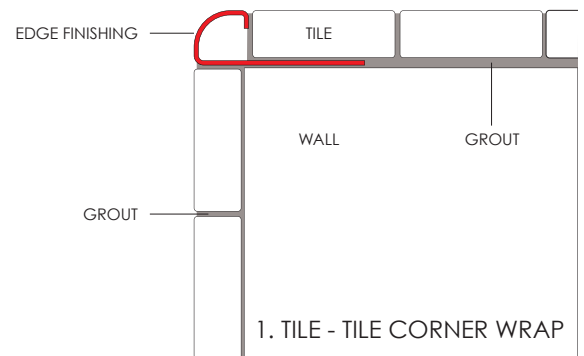 EDGE FINISHING
TILE
WALL
GROUT
GROUT
1. TILE - TILE CORNER WRAP